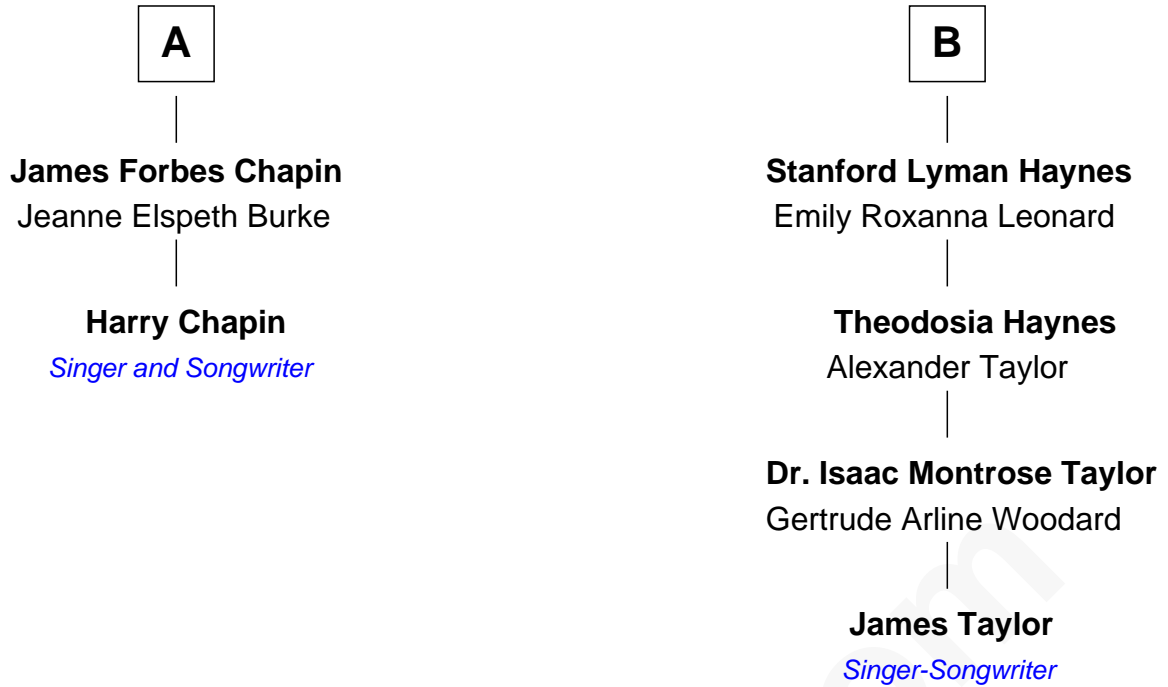 A
James Forbes Chapin
Jeanne Elspeth Burke
Harry Chapin
Singer and Songwriter
B
Stanford Lyman Haynes
Emily Roxanna Leonard
Theodosia Haynes
Alexander Taylor
Dr. Isaac Montrose Taylor
Gertrude Arline Woodard
James Taylor
Singer-Songwriter